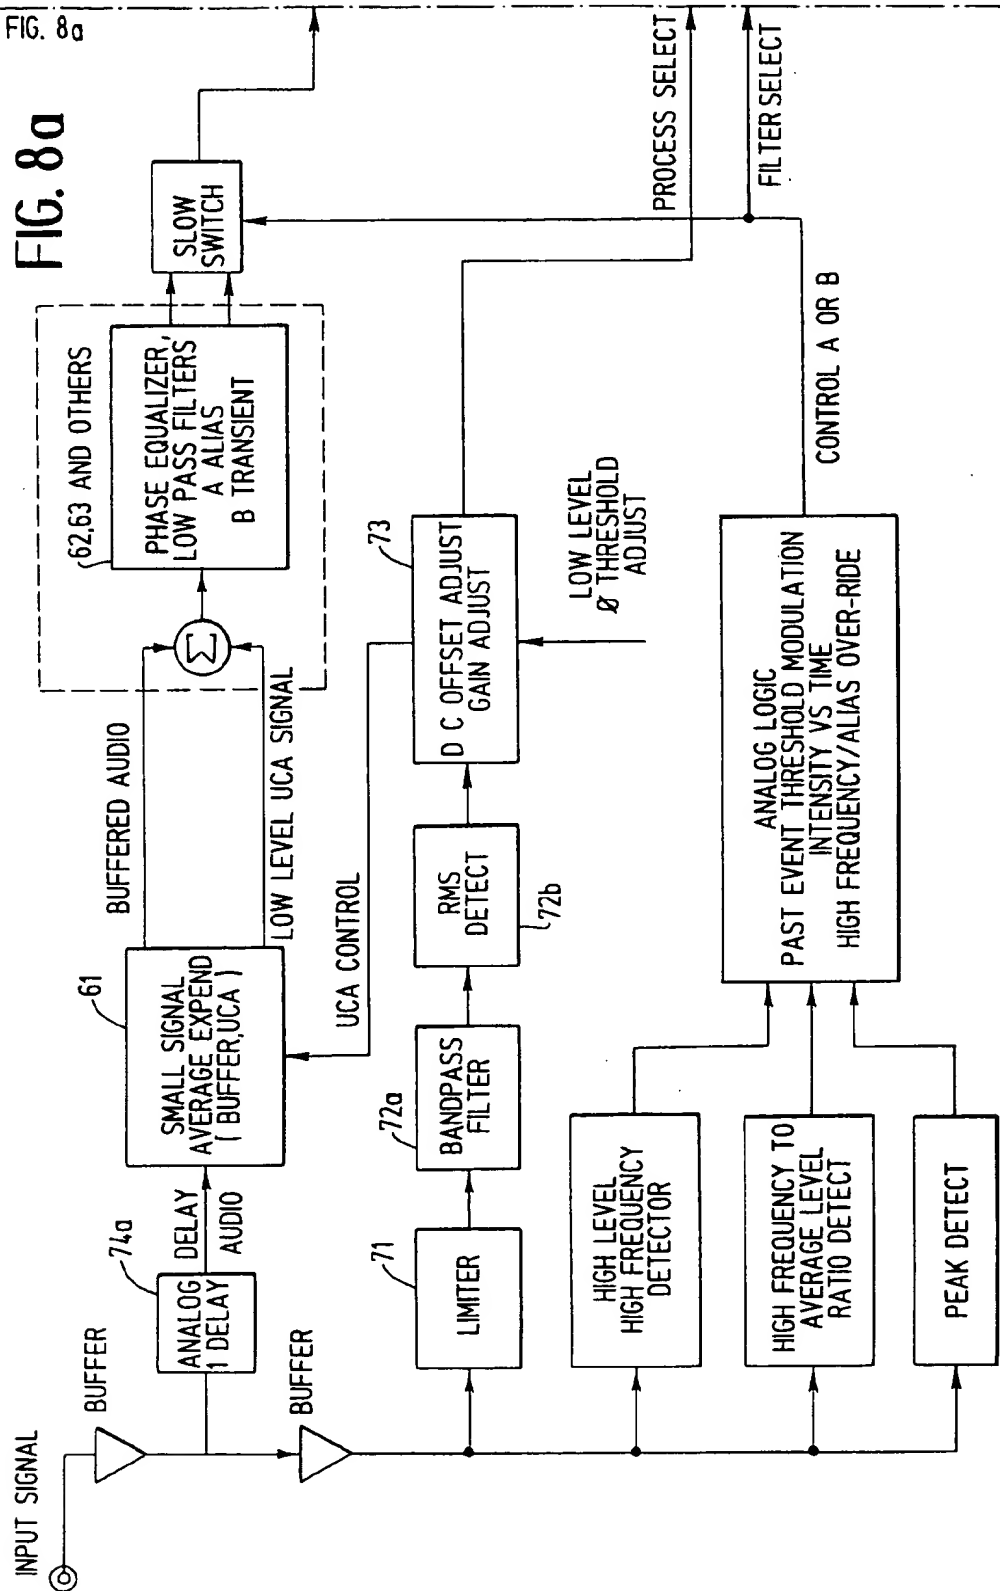 FIG. 8a
FIG. 8a
INPUT SIGNAL
BUFFER
BUFFER
74a
ANALOG
1 DELAY
DELAY
AUDIO
61
SMALL SIGNAL
AVERAGE EXPEND
( BUFFER, UCA )
BUFFERED AUDIO
LOW LEVEL UCA SIGNAL
Σ
62,63 AND OTHERS
PHASE EQUALIZER,
LOW PASS FILTERS
A ALIAS
B TRANSIENT
SLOW
SWITCH
71
LIMITER
72a
BANDPASS
FILTER
RMS
DETECT
72b
UCA CONTROL
73
D C OFFSET ADJUST
GAIN ADJUST
LOW LEVEL
Ø THRESHOLD
ADJUST
PROCESS SELECT
FILTER SELECT
HIGH LEVEL
HIGH FREQUENCY
DETECTOR
HIGH FREQUENCY TO
AVERAGE LEVEL
RATIO DETECT
PEAK DETECT
ANALOG LOGIC
PAST EVENT THRESHOLD MODULATION
INTENSITY VS TIME
HIGH FREQUENCY/ALIAS OVER-RIDE
CONTROL A OR B